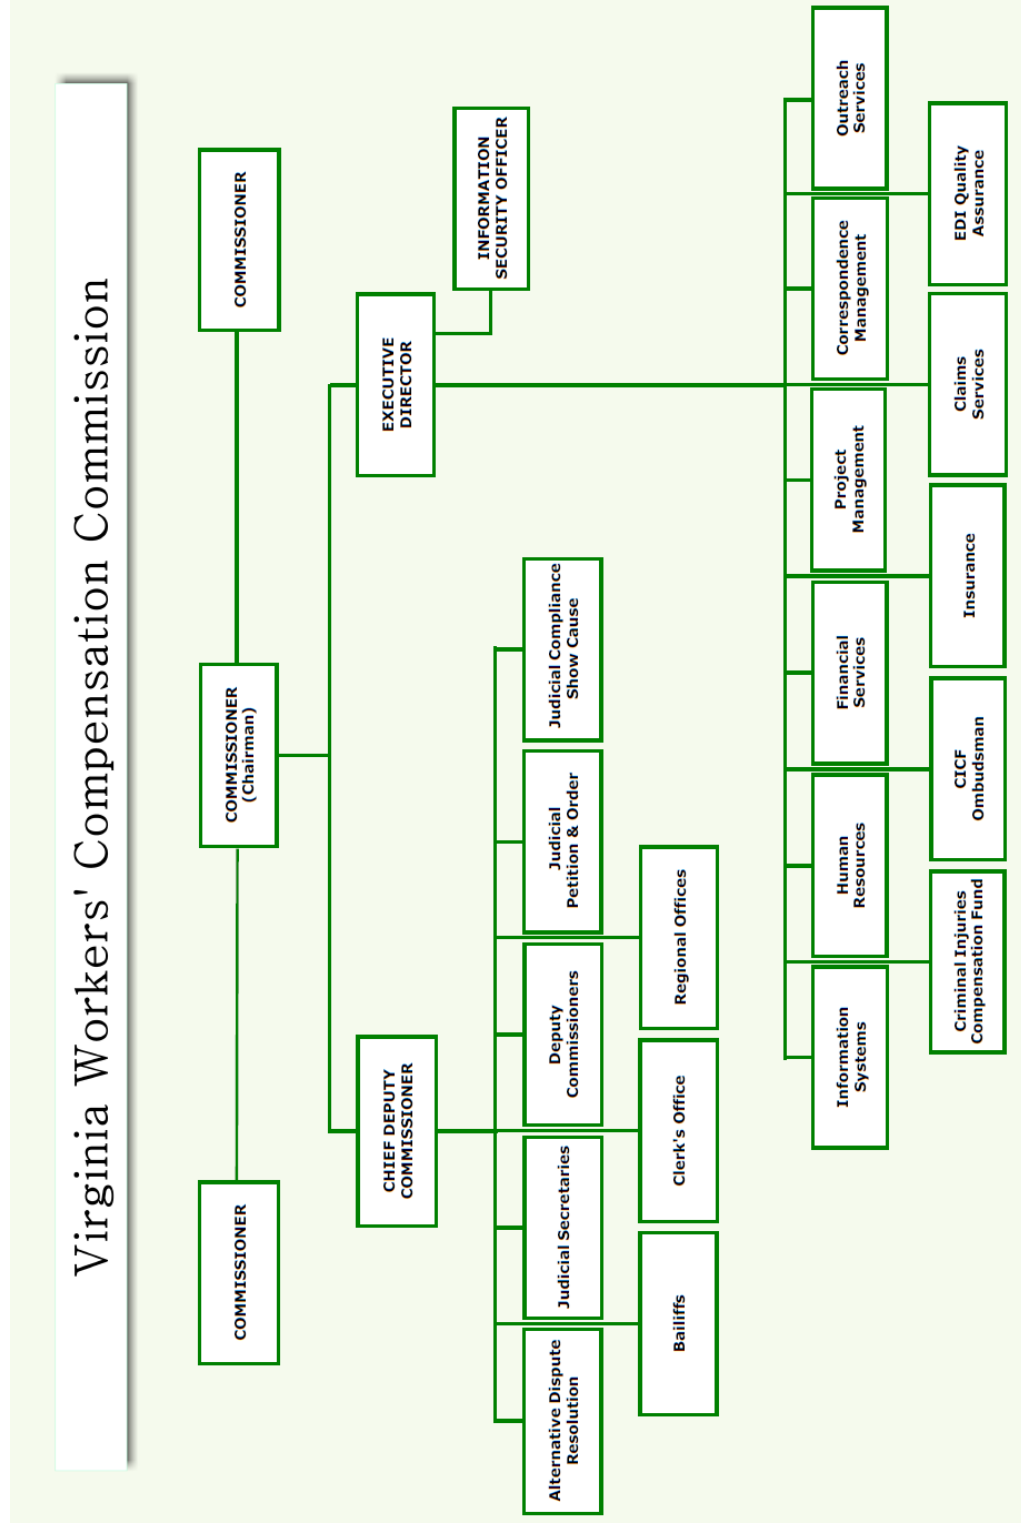 Virginia Workers' Compensation Commission
COMMISSIONER
COMMISSIONER
(Chairman)
COMMISSIONER
CHIEF DEPUTY
COMMISSIONER
EXECUTIVE
DIRECTOR
INFORMATION
SECURITY OFFICER
Alternative Dispute
Resolution
Judicial Secretaries
Deputy
Commissioners
Judicial
Petition & Order
Judicial Compliance
Show Cause
Bailiffs
Clerk's Office
Regional Offices
Information
Systems
Human
Resources
Financial
Services
Project
Management
Correspondence
Management
Outreach
Services
Criminal Injuries
Compensation Fund
CICF
Ombudsman
Insurance
Claims
Services
EDI Quality
Assurance